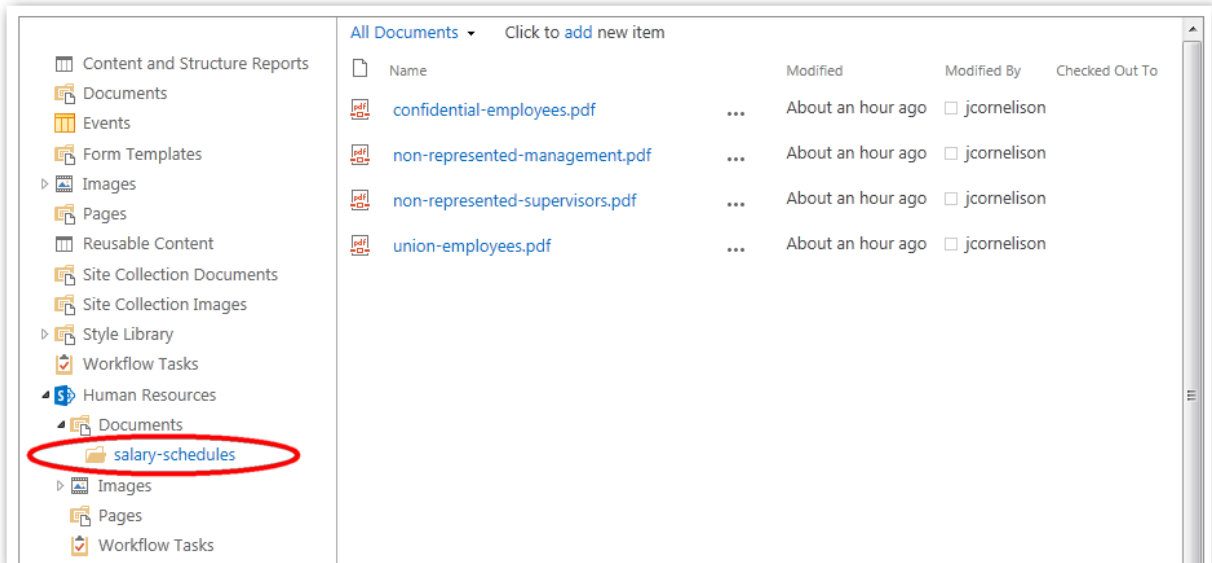 Content and Structure Reports
Documents
Events
Form Templates
Images
Pages
Reusable Content
Site Collection Documents
Site Collection Images
Style Library
Workflow Tasks
Human Resources
Documents
salary-schedules
Images
Pages
Workflow Tasks
All Documents Click to add new item
Name Modified Modified By Checked Out To
confidential-employees.pdf ... About an hour ago jcornelison
non-represented-management.pdf ... About an hour ago jcornelison
non-represented-supervisors.pdf ... About an hour ago jcornelison
union-employees.pdf ... About an hour ago jcornelison